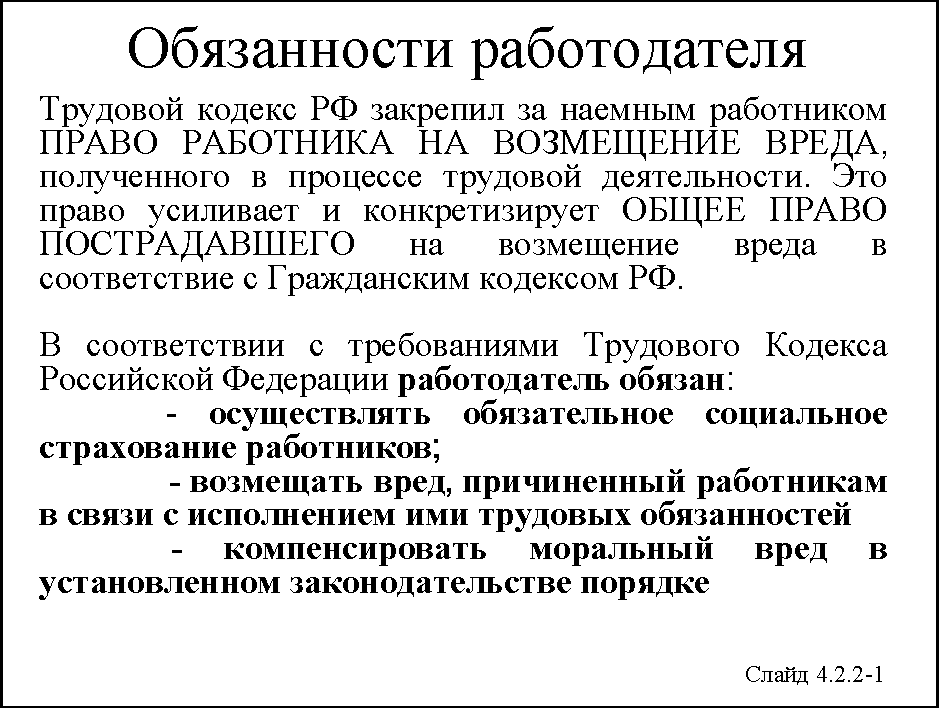 Обязанности работодателя
Трудовой кодекс РФ закрепил за наемным работником
ПРАВО РАБОТНИКА НА ВОЗМЕЩЕНИЕ ВРЕДА,
полученного в процессе трудовой деятельности. Это
право усиливает и конкретизирует ОБЩЕЕ ПРАВО
ПОСТРАДАВШЕГО на возмещение вреда в
соответствие с Гражданским кодексом РФ.
В соответствии с требованиями Трудового Кодекса
Российской Федерации работодатель обязан:
- осуществлять обязательное социальное
страхование работников;
- возмещать вред, причиненный работникам
в связи с исполнением ими трудовых обязанностей
- компенсировать моральный вред в
установленном законодательстве порядке
Слайд 4.2.2-1